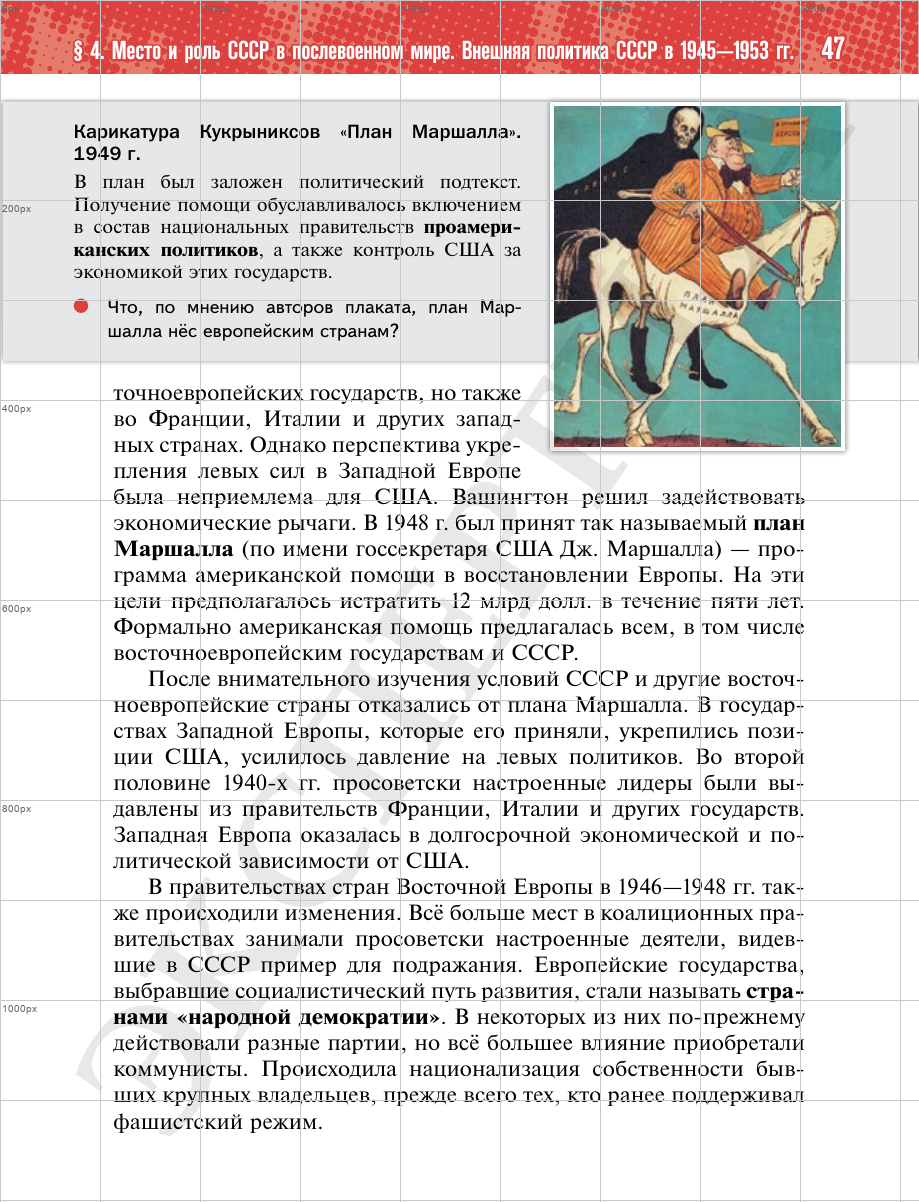 § 4. Место и роль СССР в послевоенном мире. Внешняя политика СССР в 1945—1953 гг. 47
Карикатура Кукрыниксов «План Маршалла».
1949 г.
В план был заложен политический подтекст.
Получение помощи обуславливалось включением
в состав национальных правительств проамери-
канских политиков, а также контроль США за
экономикой этих государств.
Что, по мнению авторов плаката, план Мар-
шалла нёс европейским странам?
ПЛАН
МАРШАЛЛА
точноевропейских государств, но также
во Франции, Италии и других запад-
ных странах. Однако перспектива укре-
пления левых сил в Западной Европе
была неприемлема для США. Вашингтон решил задействовать
экономические рычаги. В 1948 г. был принят так называемый план
Маршалла (по имени госсекретаря США Дж. Маршалла) — про-
грамма американской помощи в восстановлении Европы. На эти
цели предполагалось истратить 12 млрд долл. в течение пяти лет.
Формально американская помощь предлагалась всем, в том числе
восточноевропейским государствам и СССР.
После внимательного изучения условий СССР и другие восточ-
ноевропейские страны отказались от плана Маршалла. В государ-
ствах Западной Европы, которые его приняли, укрепились пози-
ции США, усилилось давление на левых политиков. Во второй
половине 1940-х гг. просоветски настроенные лидеры были вы-
давлены из правительств Франции, Италии и других государств.
Западная Европа оказалась в долгосрочной экономической и по-
литической зависимости от США.
В правительствах стран Восточной Европы в 1946—1948 гг. так-
же происходили изменения. Всё больше мест в коалиционных пра-
вительствах занимали просоветски настроенные деятели, видев-
шие в СССР пример для подражания. Европейские государства,
выбравшие социалистический путь развития, стали называть стра-
нами «народной демократии». В некоторых из них по-прежнему
действовали разные партии, но всё большее влияние приобретали
коммунисты. Происходила национализация собственности быв-
ших крупных владельцев, прежде всего тех, кто ранее поддерживал
фашистский режим.
200px
400px
600px
800px
1000px